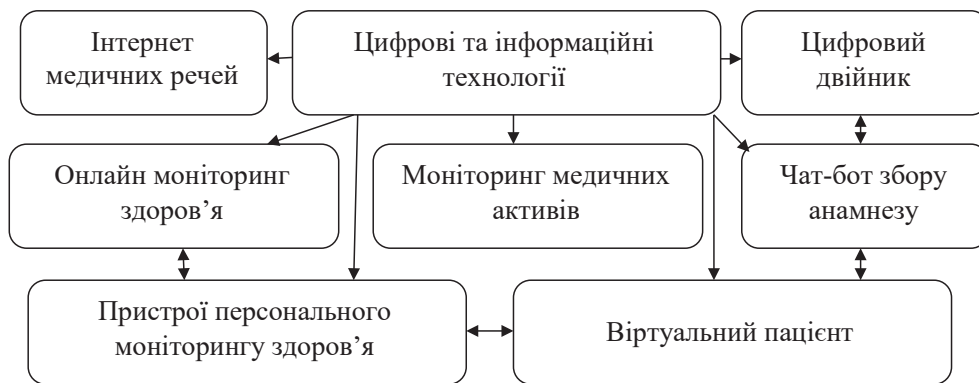 Інтернет
медичних речей
Цифрові та інформаційні
технології
Цифровий
двійник
Онлайн моніторинг
здоров’я
Моніторинг медичних
активів
Чат-бот збору
анамнезу
Пристрої персонального
моніторингу здоров’я
Віртуальний пацієнт